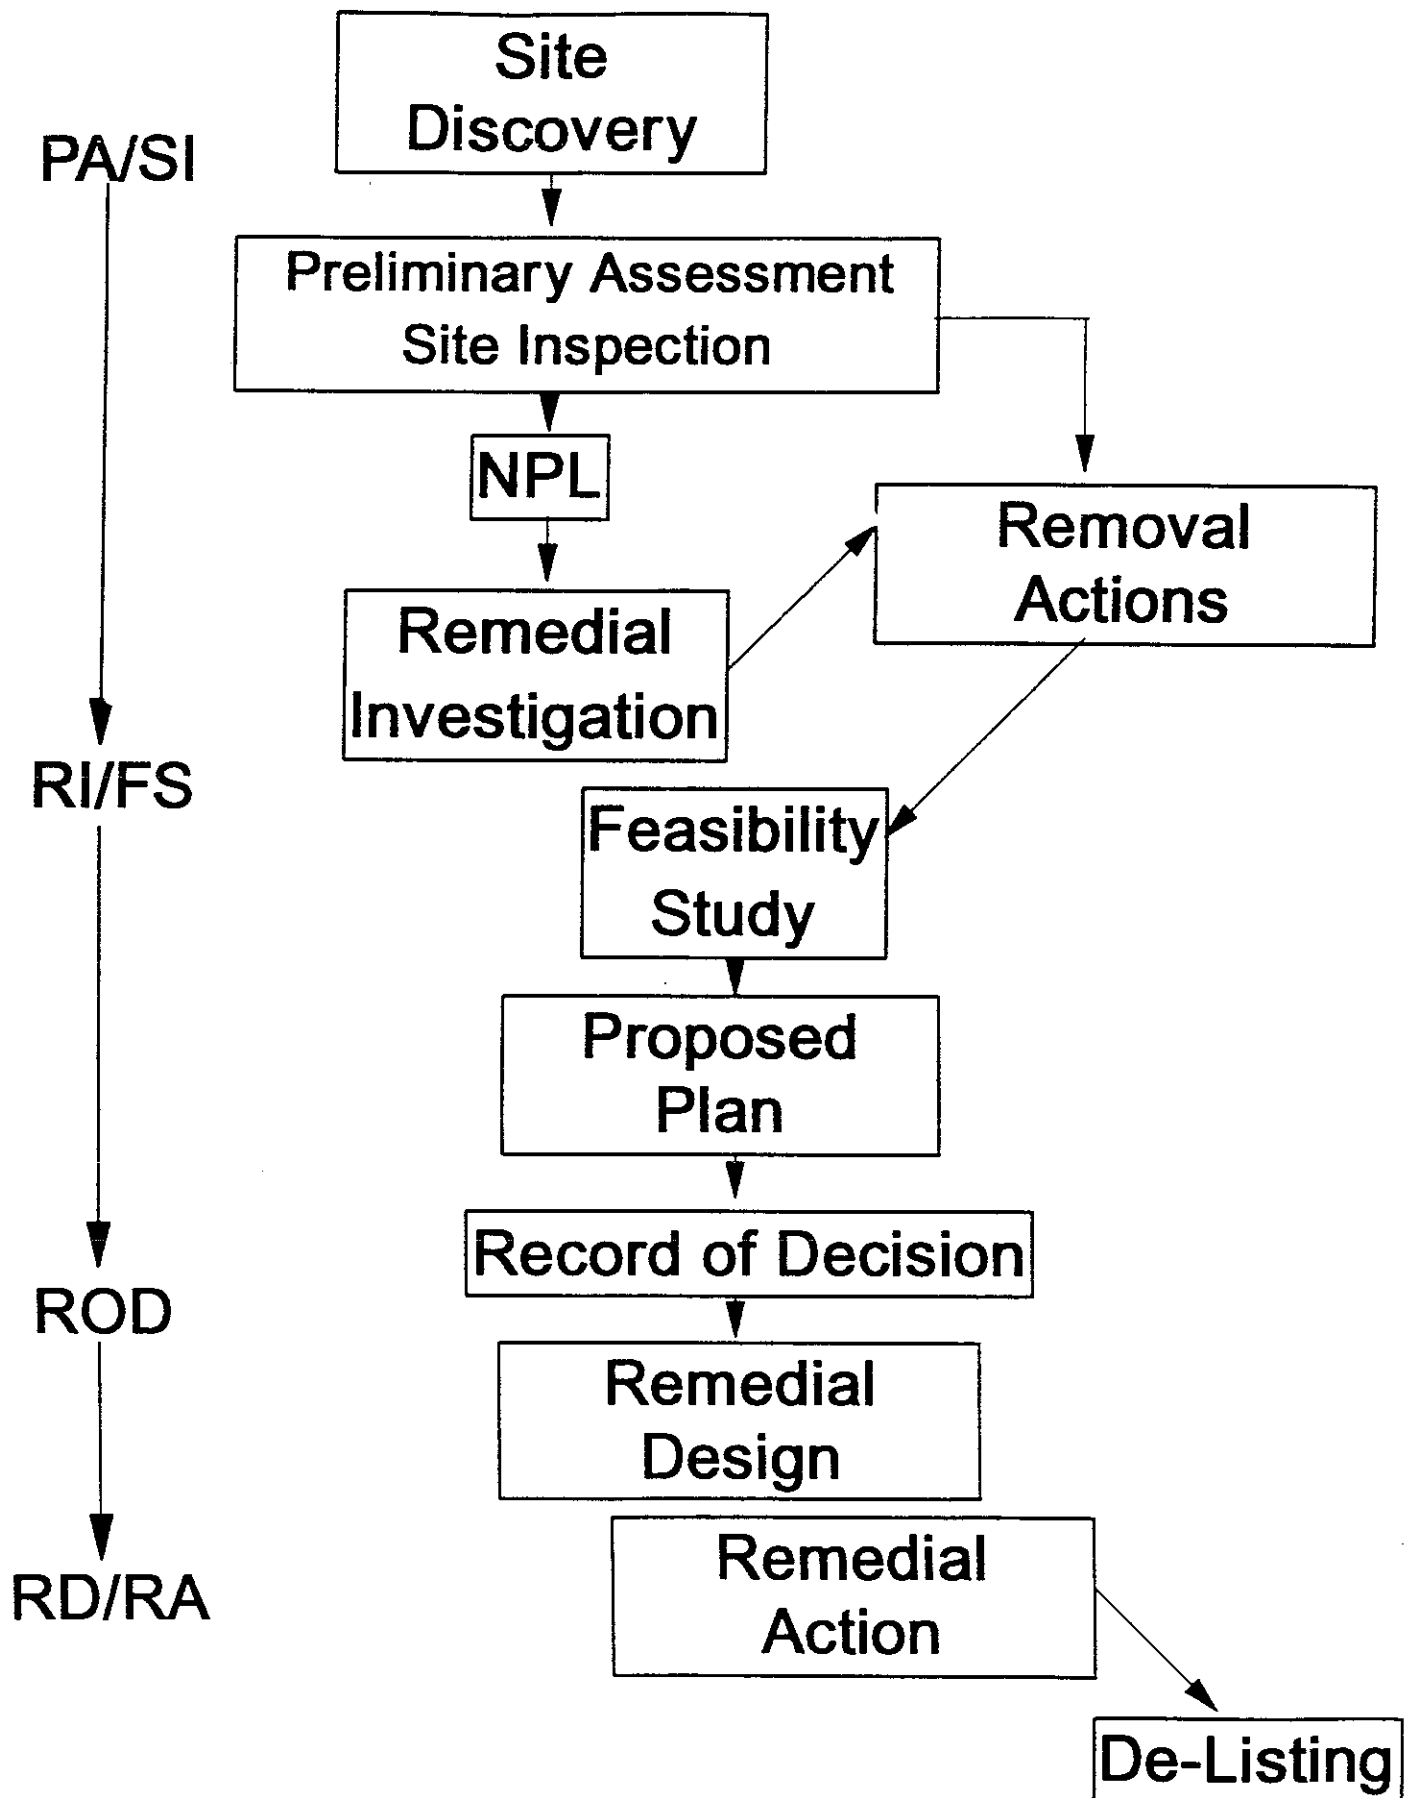 Site
Discovery
PA/SI
Preliminary Assessment
Site Inspection
NPL
Removal
Actions
Remedial
Investigation
RI/FS
Feasibility
Study
Proposed
Plan
Record of Decision
ROD
Remedial
Design
Remedial
Action
RD/RA
De-Listing